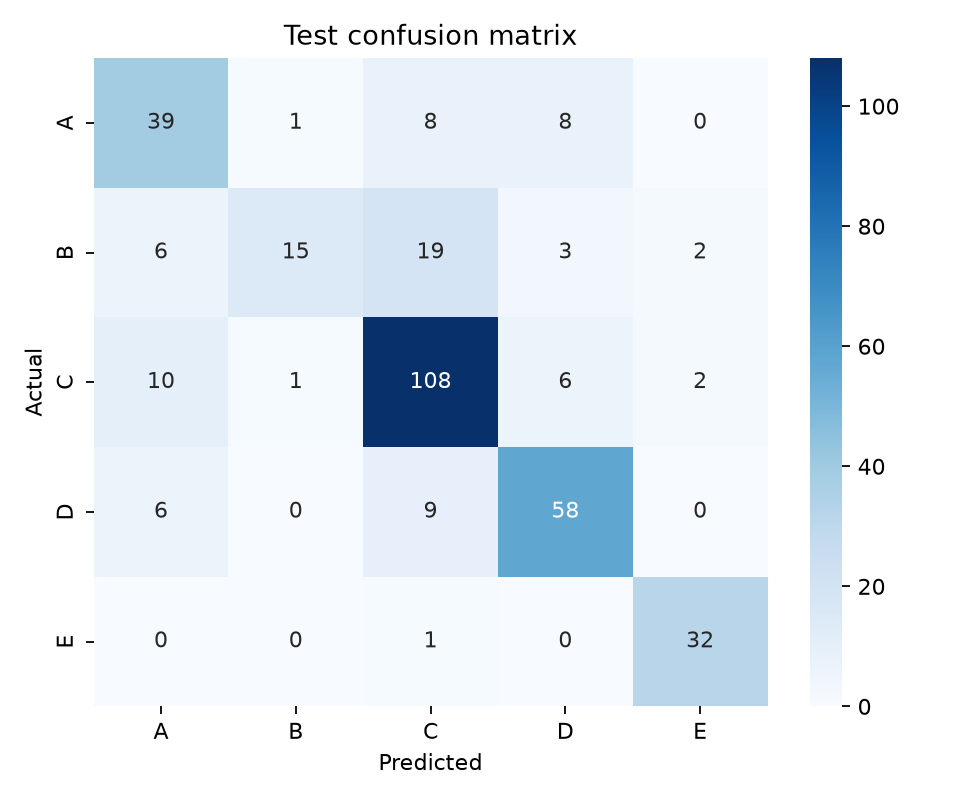 Test confusion matrix
A 39 1 8 8 0
B 6 15 19 3 2
C 10 1 108 6 2
D 6 0 9 58 0
E 0 0 1 0 32
A B C D E
Predicted
Actual
100
80
60
40
20
0